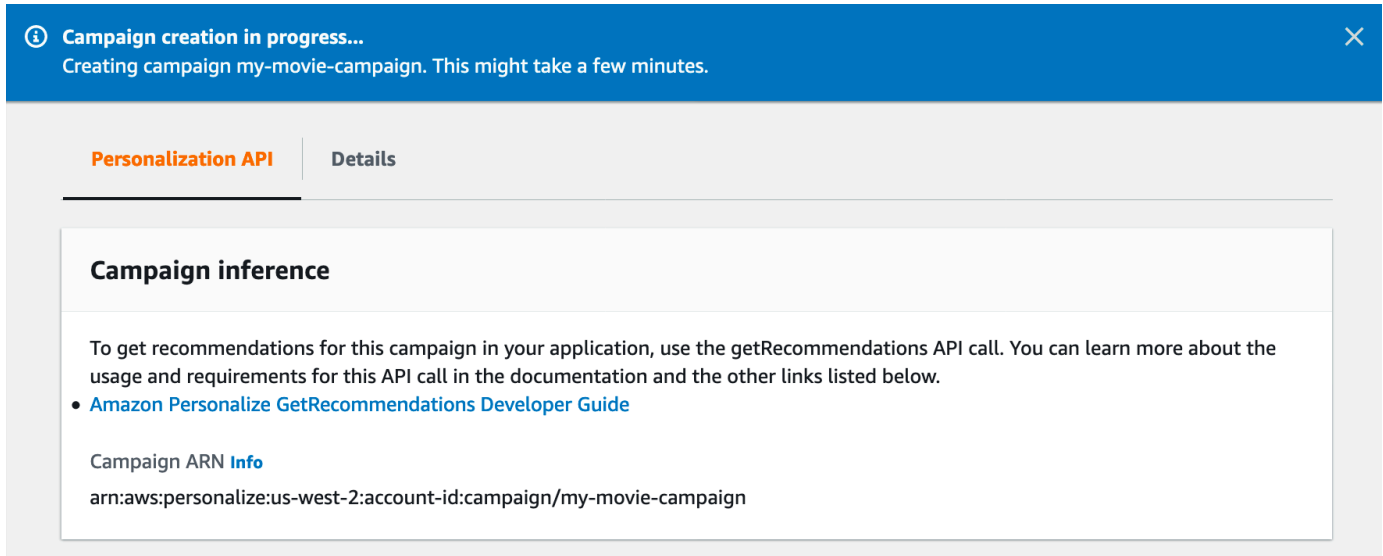 Campaign creation in progress...
Creating campaign my-movie-campaign. This might take a few minutes.
Personalization API
Details
Campaign inference
To get recommendations for this campaign in your application, use the getRecommendations API call. You can learn more about the
usage and requirements for this API call in the documentation and the other links listed below.
• Amazon Personalize GetRecommendations Developer Guide
Campaign ARN Info
arn:aws:personalize:us-west-2:account-id:campaign/my-movie-campaign